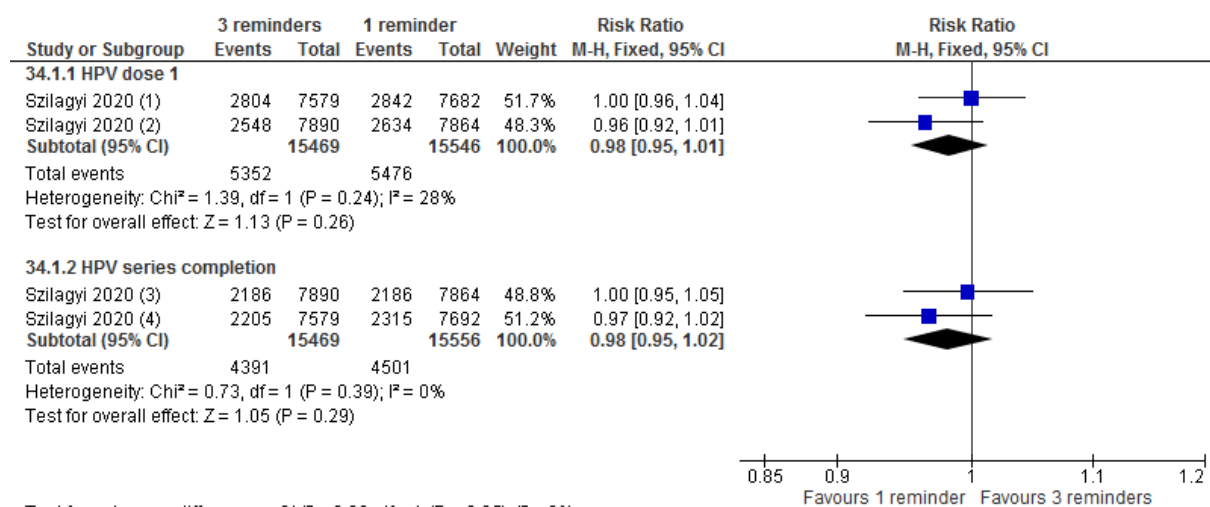 3 reminders 1 reminder Risk Ratio Risk Ratio
Study or Subgroup Events Total Events Total Weight M-H, Fixed, 95% CI M-H, Fixed, 95% CI
34.1.1 HPV dose 1
Szilagyi 2020 (1) 2804 7579 2842 7682 51.7% 1.00 [0.96, 1.04]
Szilagyi 2020 (2) 2548 7890 2634 7864 48.3% 0.96 [0.92, 1.01]
Subtotal (95% CI) 15469 15546 100.0% 0.98 [0.95, 1.01]
Total events 5352 5476
Heterogeneity: Chi² = 1.39, df = 1 (P = 0.24); I² = 28%
Test for overall effect: Z = 1.13 (P = 0.26)
34.1.2 HPV series completion
Szilagyi 2020 (3) 2186 7890 2186 7864 48.8% 1.00 [0.95, 1.05]
Szilagyi 2020 (4) 2205 7579 2315 7692 51.2% 0.97 [0.92, 1.02]
Subtotal (95% CI) 15469 15556 100.0% 0.98 [0.95, 1.02]
Total events 4391 4501
Heterogeneity: Chi² = 0.73, df = 1 (P = 0.39); I² = 0%
Test for overall effect: Z = 1.05 (P = 0.29)
0.85 0.9 1 1.1 1.2
Favours 1 reminder Favours 3 reminders